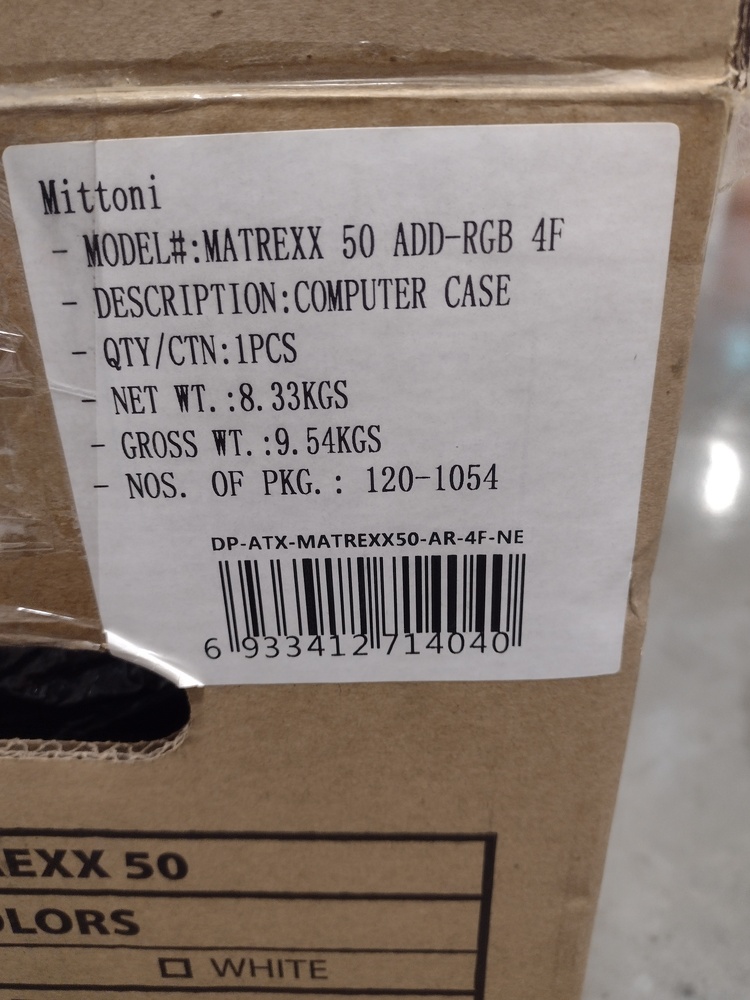 Mittoni
- MODEL#:MATREXX 50 ADD-RGB 4F
- DESCRIPTION:COMPUTER CASE
- QTY/CTN:1PCS
- NET WT.:8.33KGS
- GROSS WT.:9.54KGS
- NOS. OF PKG.: 120-1054
DP-ATX-MATREXX50-AR-4F-NE
6 933412 714040
EXX 50
LORS
WHITE